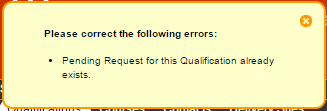 Please correct the following errors:
Pending Request for this Qualification already
exists.